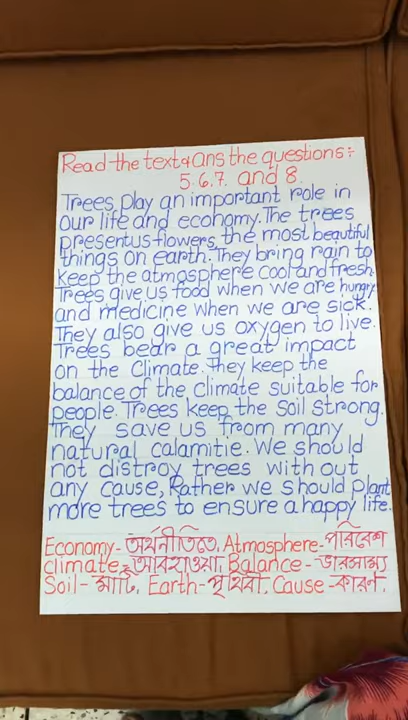 Read the text & ans the questions:-
5.6.7. and 8.
Trees play an important role in
our life and economy. The trees
present us flowers, the most beautiful
things on earth. They bring rain to
keep the atmosphere cool and fresh.
Trees give us food when we are hungry
and medicine when we are sick.
They also give us oxygen to live.
Trees bear a great impact
on the Climate. They keep the
balance of the climate suitable for
people. Trees keep the Soil strong.
They save us from many
natural calamitie. We should
not distroy trees with out
any cause, Rather we should plant
more trees to ensure a happy life.
Economy- অর্থনীতিতে, Atmosphere- পরিবেশ
climate- আবহাওয়া, Balance- ভারসাম্য
Soil- মাটি, Earth- পৃথিবী, Cause- কারণ,